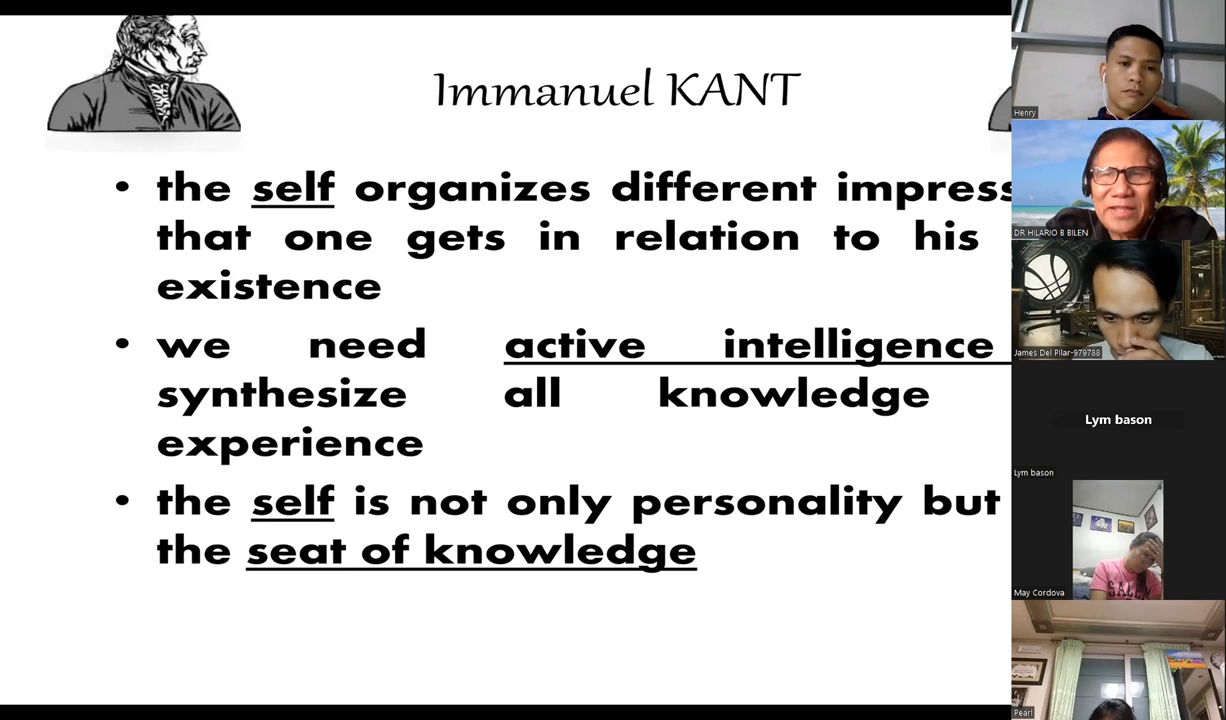 Immanuel KANT
• the self organizes different impress
that one gets in relation to his
existence
• we need active intelligence
synthesize all knowledge
experience
• the self is not only personality but
the seat of knowledge
Henry
DR HILARIO B BILEN
James Del Pilar-979788
Lym bason
Lym bason
May Cordova
Pearl